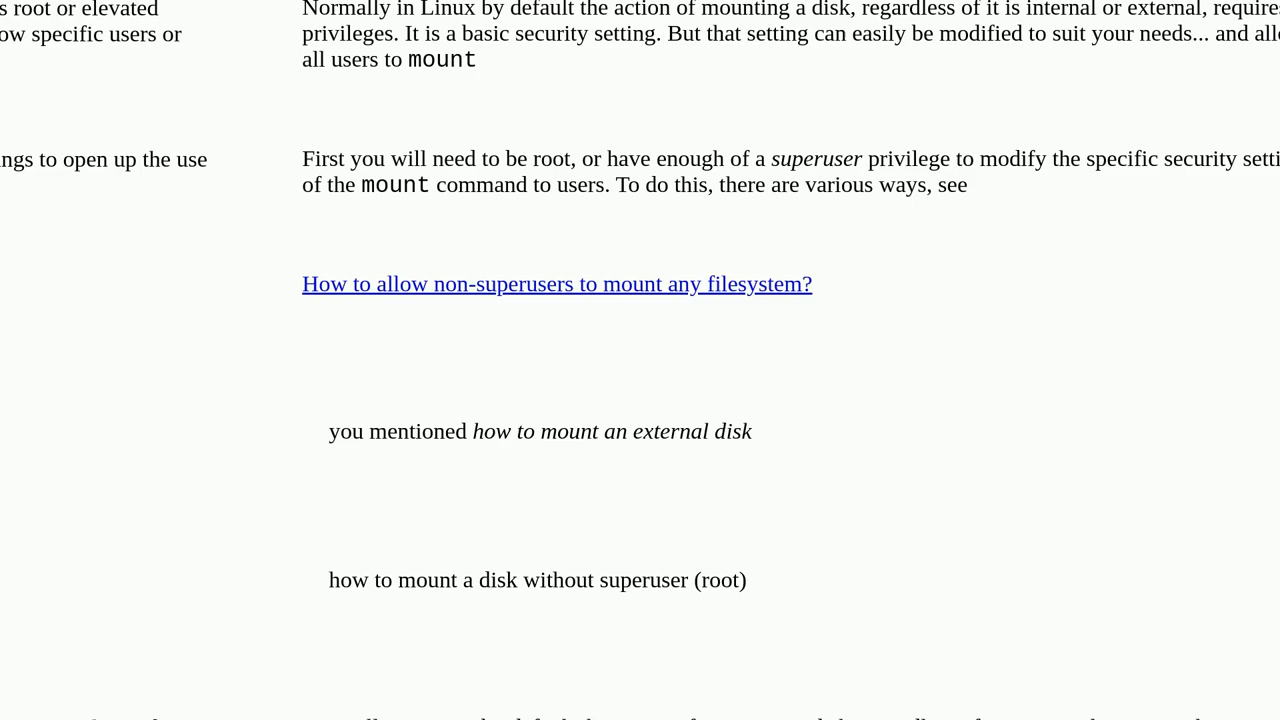 s root or elevated
ow specific users or
ngs to open up the use
Normally in Linux by default the action of mounting a disk, regardless of it is internal or external, require
privileges. It is a basic security setting. But that setting can easily be modified to suit your needs... and all
all users to mount
First you will need to be root, or have enough of a superuser privilege to modify the specific security setti
of the mount command to users. To do this, there are various ways, see
How to allow non-superusers to mount any filesystem?
you mentioned how to mount an external disk
how to mount a disk without superuser (root)